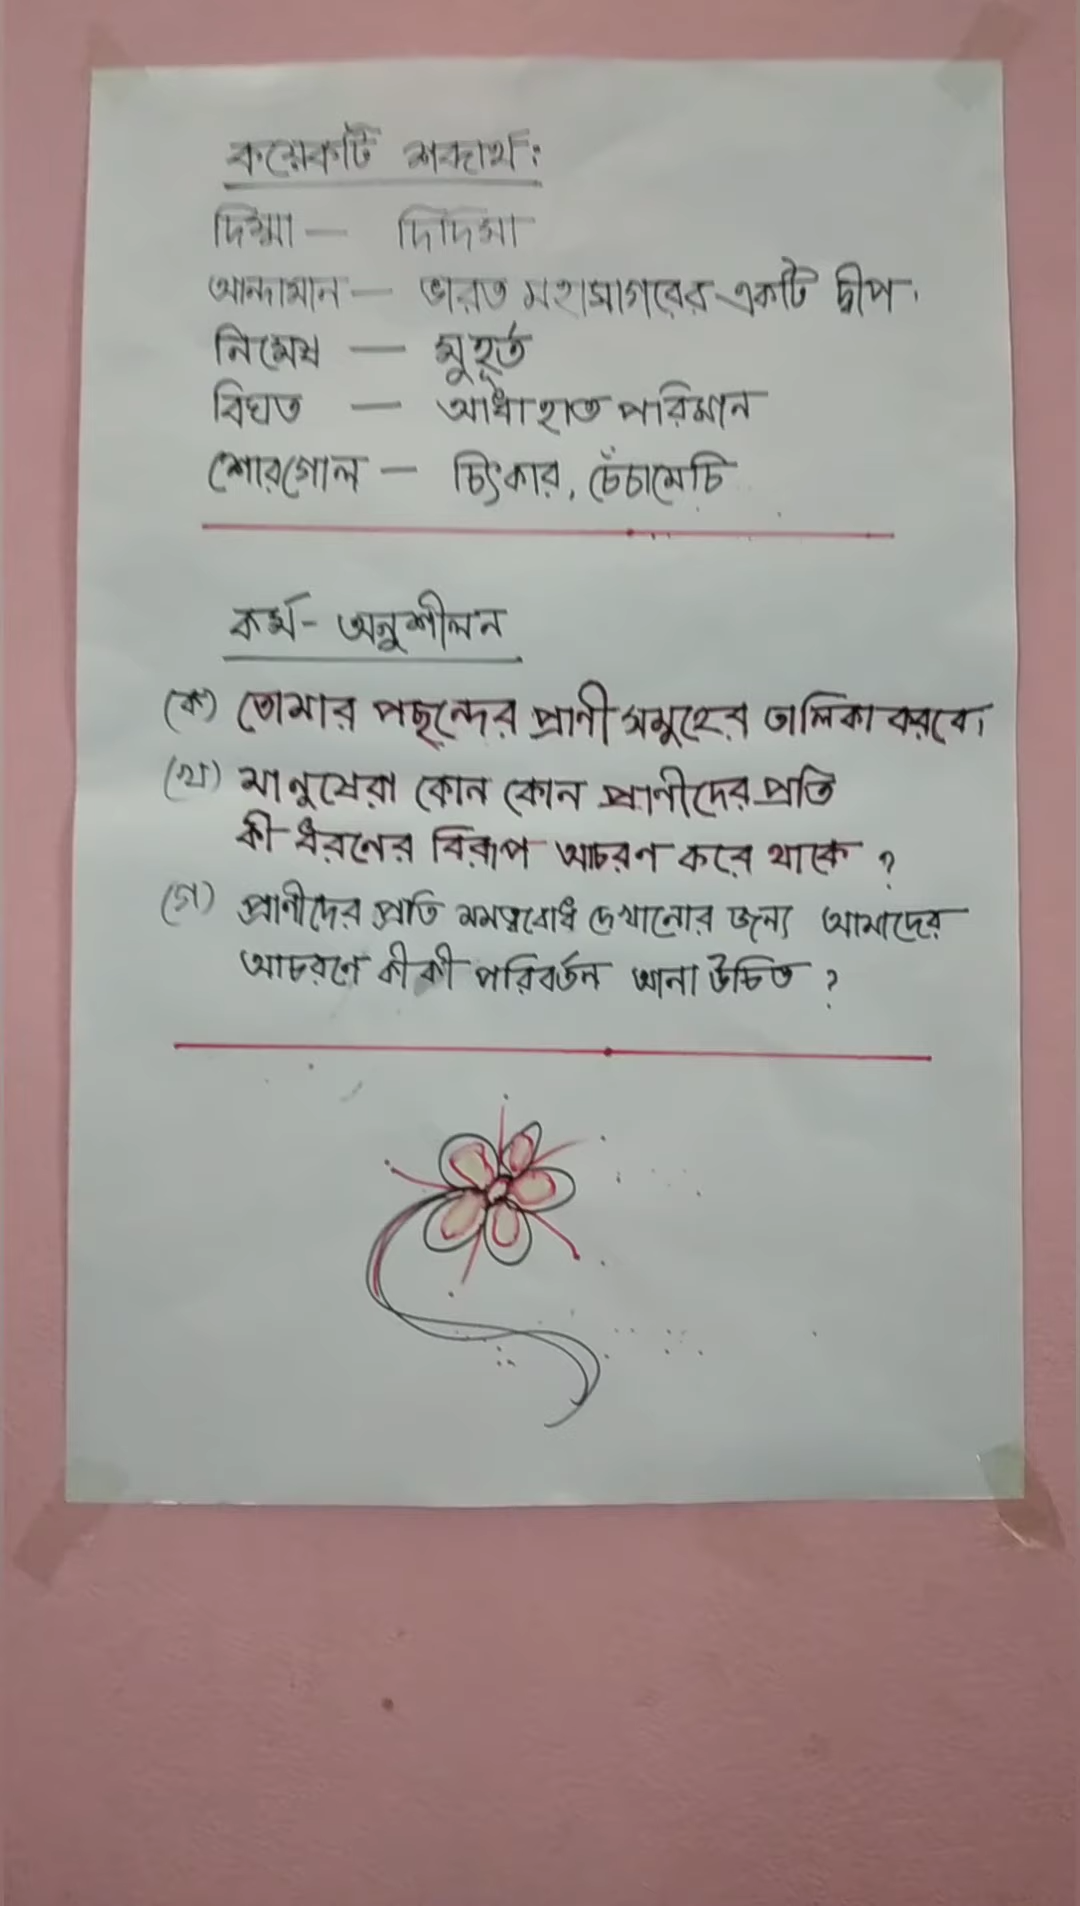 কয়েকটি শব্দার্থ:
দিম্মা — দিদিমা
আন্দামান — ভারত মহাসাগরের একটি দ্বীপ।
নিমেষ — মুহূর্ত
বিঘত — আধা হাত পরিমান
শোরগোল — চিৎকার, চেঁচামেচি
কর্ম-অনুশীলন
(ক) তোমার পছন্দের প্রাণী সমুহের তালিকা করবে।
(খ) মানুষেরা কোন কোন প্রাণীদের প্রতি
কী ধরনের বিরূপ আচরণ করে থাকে ?
(গ) প্রাণীদের প্রতি মমত্ববোধ দেখানোর জন্য আমাদের
আচরণে কী কী পরিবর্তন আনা উচিত ?